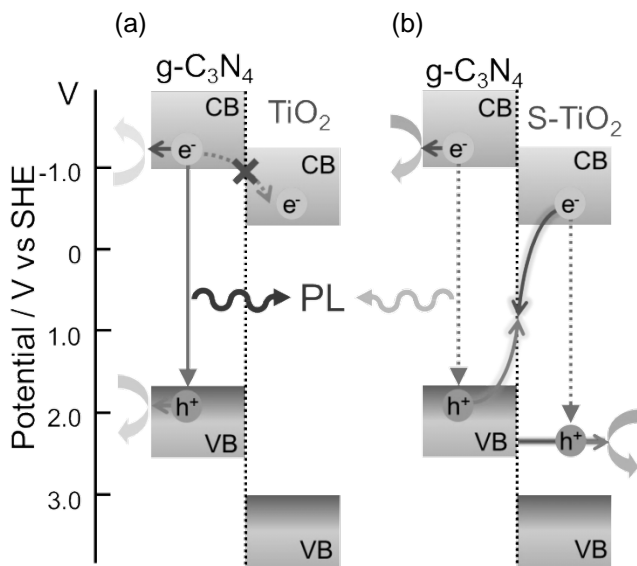 (a)
(b)
g-C₃N₄
g-C₃N₄
V
CB
TiO₂
CB
S-TiO₂
e⁻
CB
e⁻
CB
-1.0
e⁻
e⁻
0
PL
1.0
2.0
h⁺
h⁺
VB
VB
h⁺
3.0
VB
VB
Potential / V vs SHE